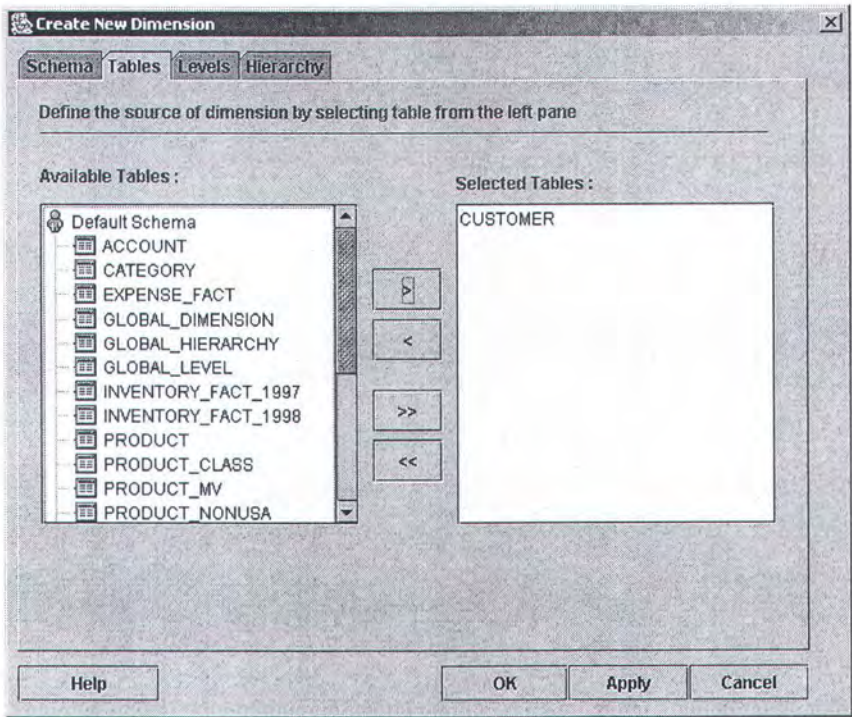 Create New Dimension
Schema Tables Levels Hierarchy
Define the source of dimension by selecting table from the left pane
Available Tables :
Default Schema
ACCOUNT
CATEGORY
EXPENSE_FACT
GLOBAL_DIMENSION
GLOBAL_HIERARCHY
GLOBAL_LEVEL
INVENTORY_FACT_1997
INVENTORY_FACT_1998
PRODUCT
PRODUCT_CLASS
PRODUCT_MV
PRODUCT_NONUSA
>
<
>>
<<
Selected Tables :
CUSTOMER
Help OK Apply Cancel